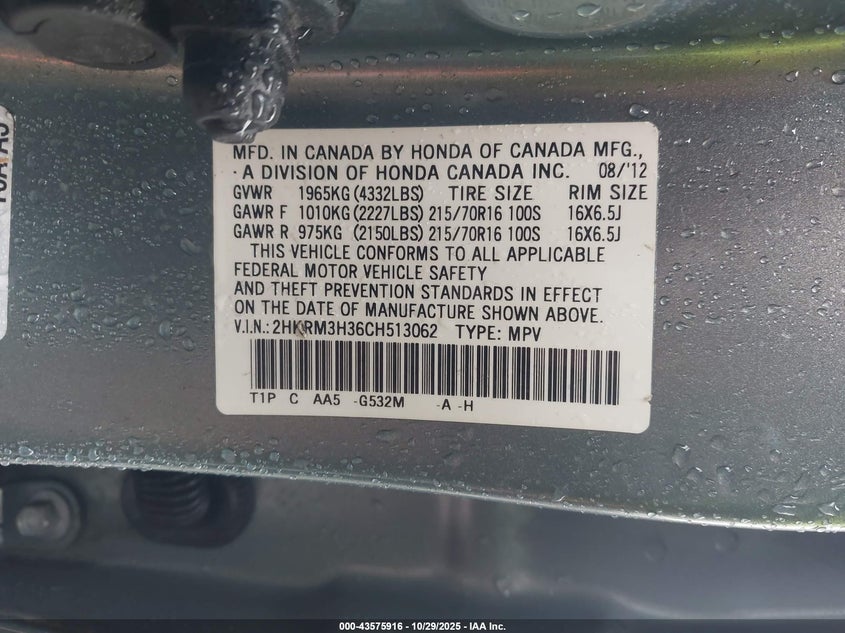 MFD. IN CANADA BY HONDA OF CANADA MFG.,
A DIVISION OF HONDA CANADA INC. 08/'12
GVWR 1965KG (4332LBS) TIRE SIZE RIM SIZE
GAWR F 1010KG (2227LBS) 215/70R16 100S 16X6.5J
GAWR R 975KG (2150LBS) 215/70R16 100S 16X6.5J
THIS VEHICLE CONFORMS TO ALL APPLICABLE
FEDERAL MOTOR VEHICLE SAFETY
AND THEFT PREVENTION STANDARDS IN EFFECT
ON THE DATE OF MANUFACTURE SHOWN ABOVE.
V.I.N.: 2HKRM3H36CH513062 TYPE: MPV
T1P C AA5 -G532M -A -H
000-43575916 - 10/29/2025 - IAA Inc.